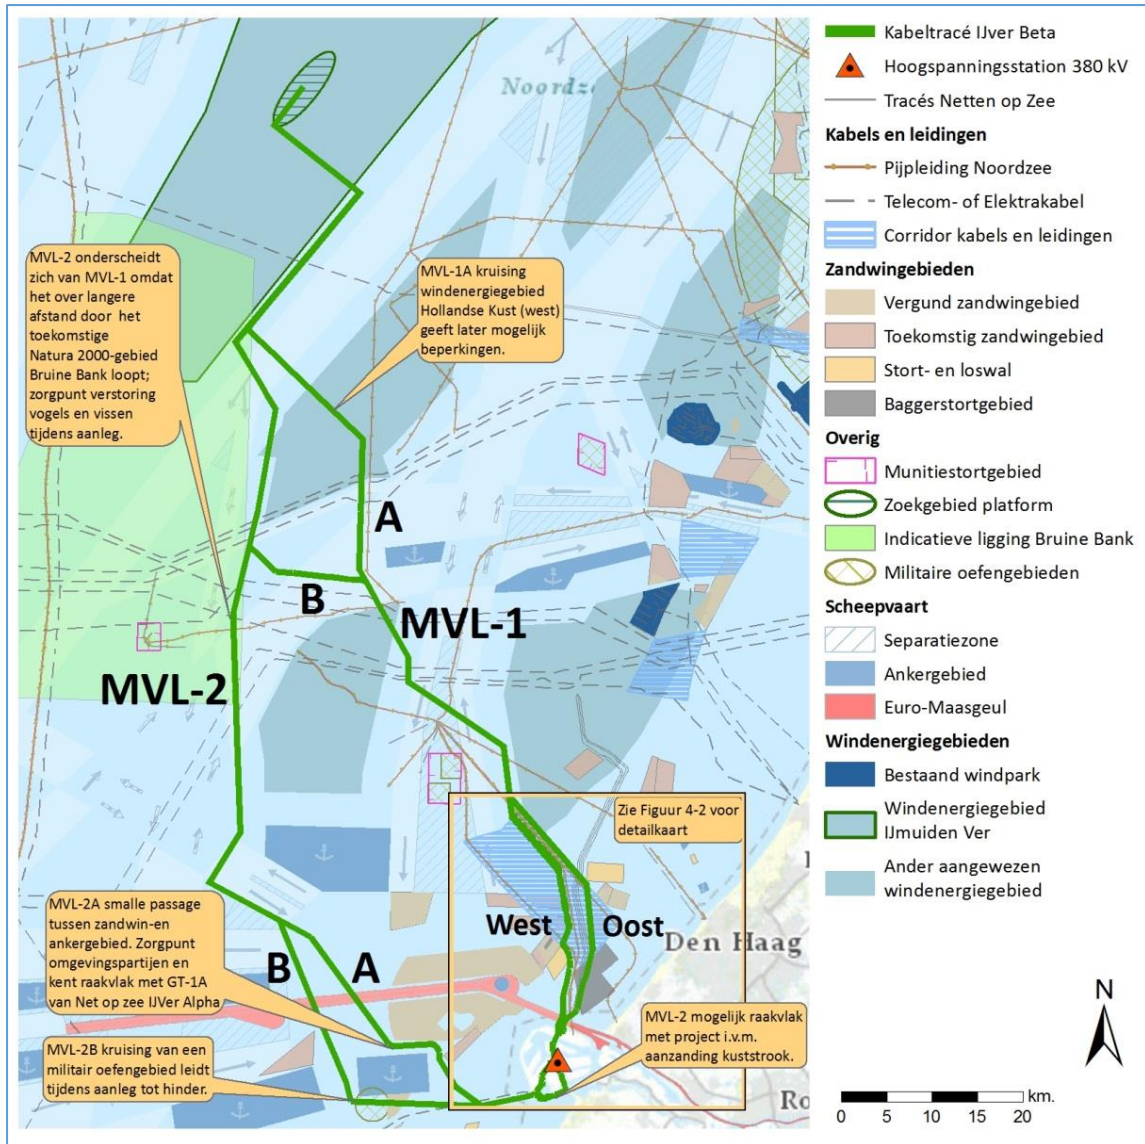 Noordze
MVL-2 onderscheidt
zich van MVL-1 omdat
het over langere
afstand door het
toekomstige
Natura 2000-gebied
Bruine Bank loopt;
zorgpunt verstoring
vogels en vissen
tijdens aanleg.
MVL-1A kruising
windenergiegebied
Hollandse Kust (west)
geeft later mogelijk
beperkingen.
A
B
MVL-1
MVL-2
Zie Figuur 4-2 voor
detailkaart
West
Oost
Den Haag
MVL-2A smalle passage
tussen zandwin-en
ankergebied. Zorgpunt
omgevingspartijen en
kent raakvlak met GT-1A
van Net op zee IJVer Alpha
B
A
MVL-2B kruising van een
militair oefengebied leidt
tijdens aanleg tot hinder.
MVL-2 mogelijk raakvlak
met project i.v.m.
aanzanding kuststrook.
Ro
Kabeltracé IJver Beta
Hoogspanningsstation 380 kV
Tracés Netten op Zee
Kabels en leidingen
Pijpleiding Noordzee
Telecom- of Elektrakabel
Corridor kabels en leidingen
Zandwingebieden
Vergund zandwingebied
Toekomstig zandwingebied
Stort- en loswal
Baggerstortgebied
Overig
Munitiestortgebied
Zoekgebied platform
Indicatieve ligging Bruine Bank
Militaire oefengebieden
Scheepvaart
Separatiezone
Ankergebied
Euro-Maasgeul
Windenergiegebieden
Bestaand windpark
Windenergiegebied
IJmuiden Ver
Ander aangewezen
windenergiegebied
N
km.
0 5 10 15 20